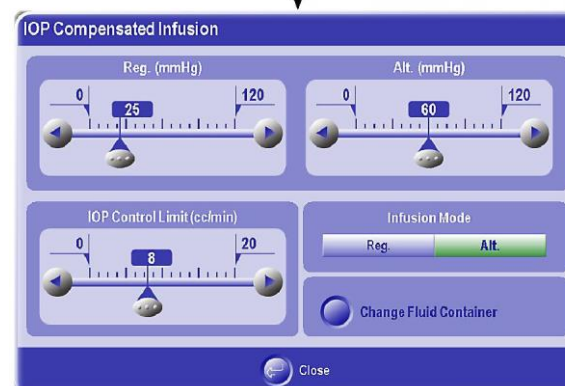 IOP Compensated Infusion
Reg. (mmHg)
0 120
25
Alt. (mmHg)
0 120
60
IOP Control Limit (cc/min)
0 20
8
Infusion Mode
Reg. Alt.
Change Fluid Container
Close